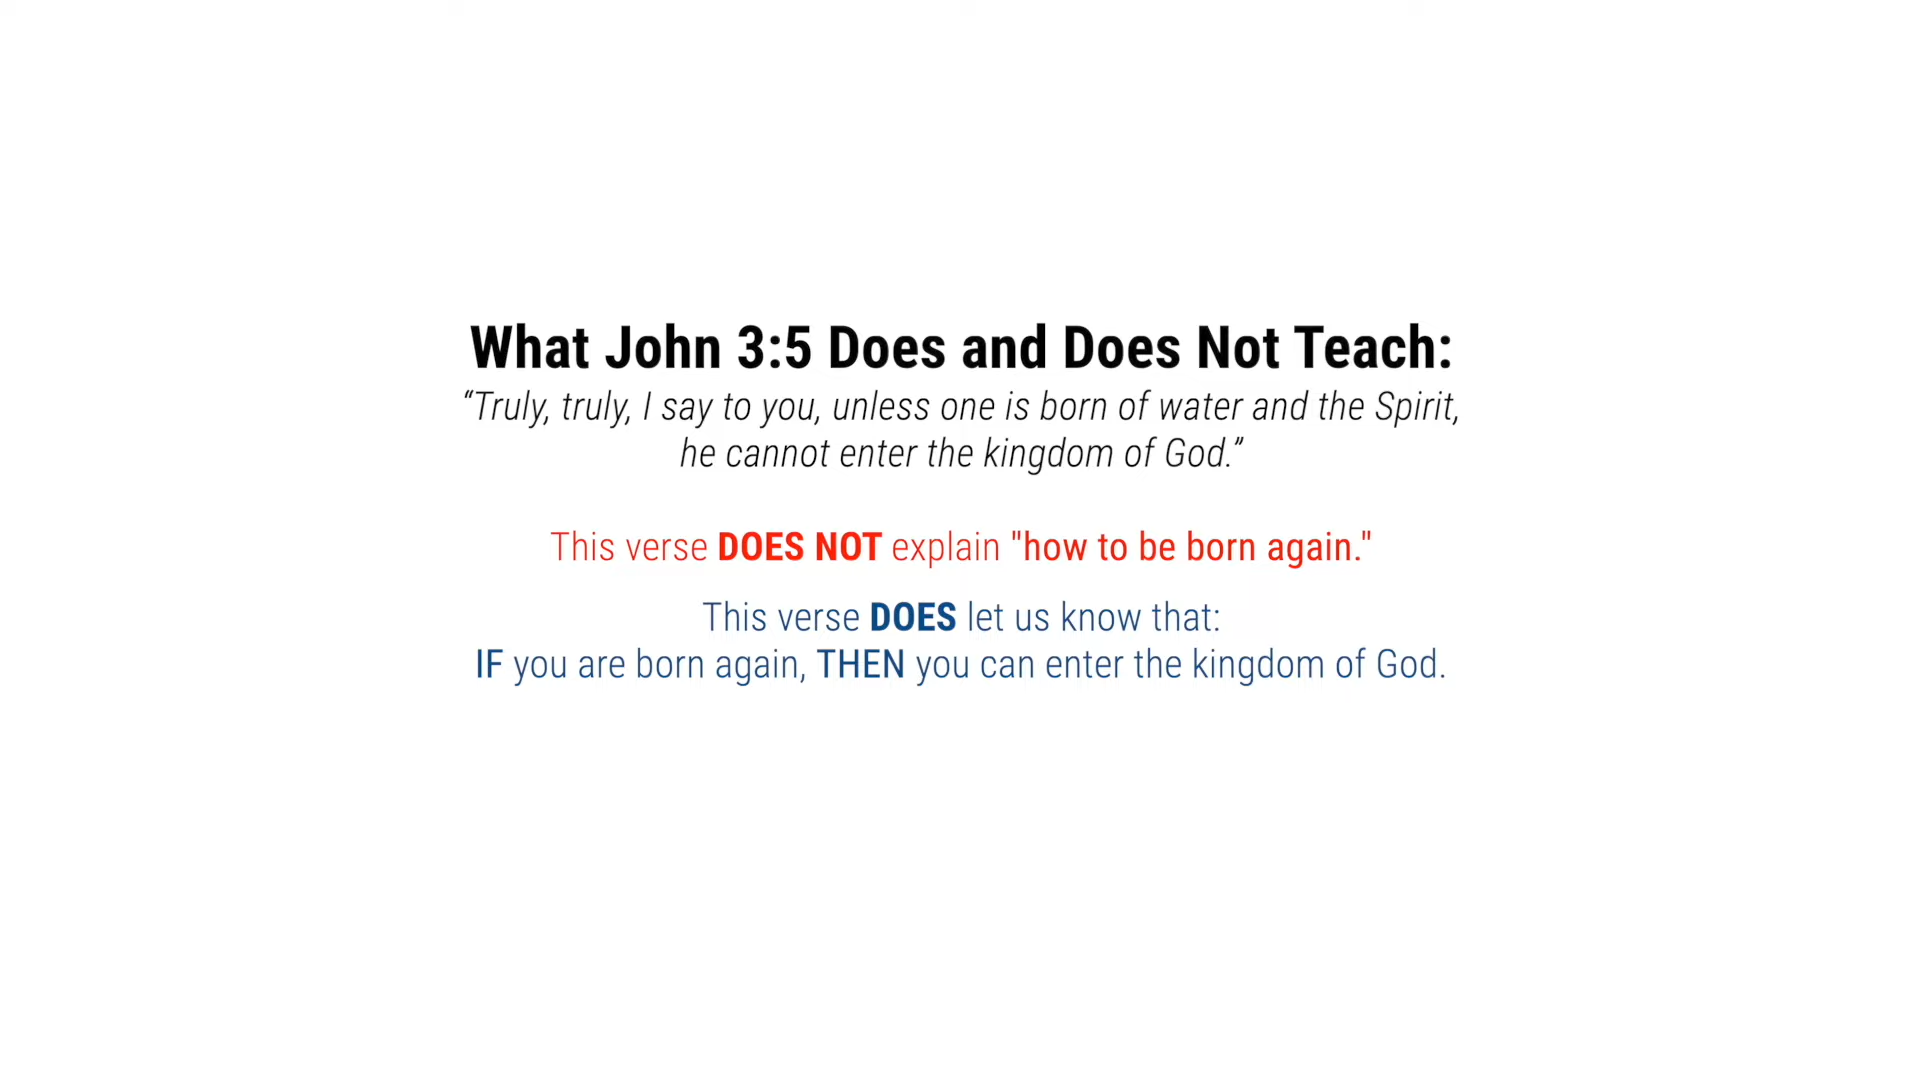 What John 3:5 Does and Does Not Teach:
“Truly, truly, I say to you, unless one is born of water and the Spirit,
he cannot enter the kingdom of God.”
This verse DOES NOT explain "how to be born again."
This verse DOES let us know that:
IF you are born again, THEN you can enter the kingdom of God.